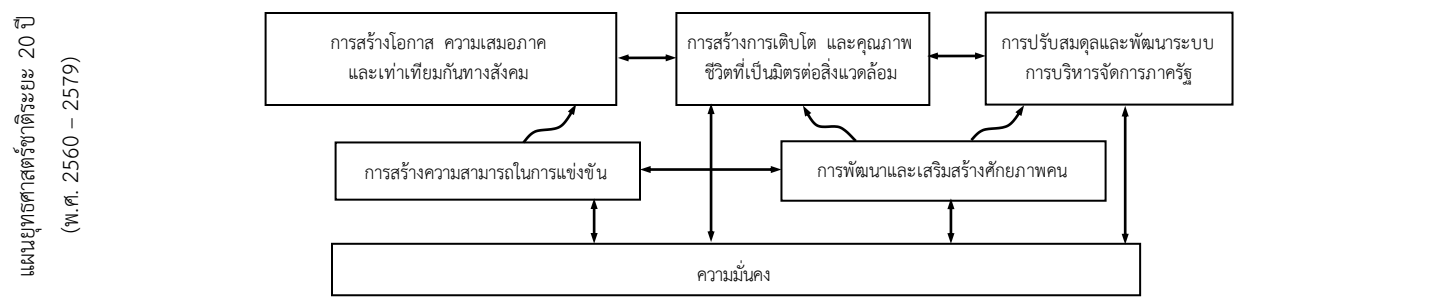 แผนยุทธศาสตร์ชาติระยะ 20 ปี
(พ.ศ. 2560 – 2579)
การสร้างโอกาส ความเสมอภาค
และเท่าเทียมกันทางสังคม
การสร้างการเติบโต และคุณภาพ
ชีวิตที่เป็นมิตรต่อสิ่งแวดล้อม
การปรับสมดุลและพัฒนาระบบ
การบริหารจัดการภาครัฐ
การสร้างความสามารถในการแข่งขัน
การพัฒนาและเสริมสร้างศักยภาพคน
ความมั่นคง